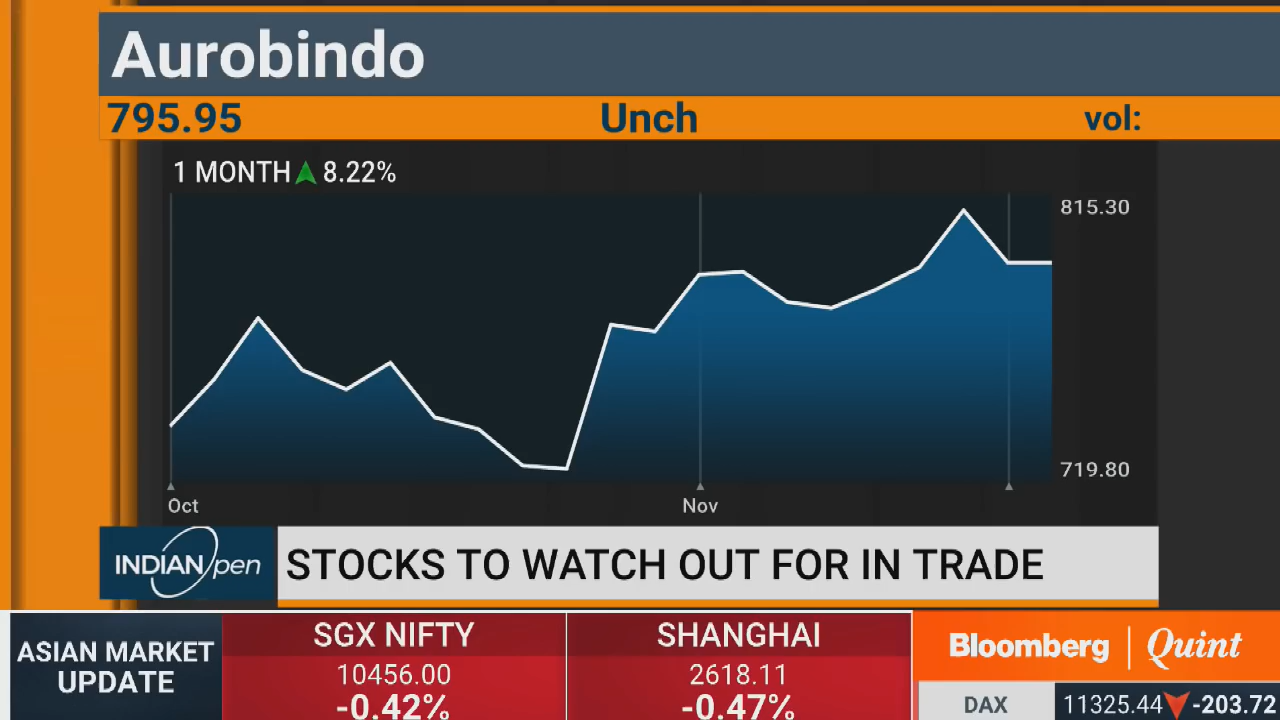 Aurobindo
795.95 Unch vol:
1 MONTH 8.22%
815.30
719.80
Oct Nov
INDIAN Open STOCKS TO WATCH OUT FOR IN TRADE
ASIAN MARKET
UPDATE
SGX NIFTY
10456.00
-0.42%
SHANGHAI
2618.11
-0.47%
Bloomberg | Quint
DAX 11325.44 -203.72